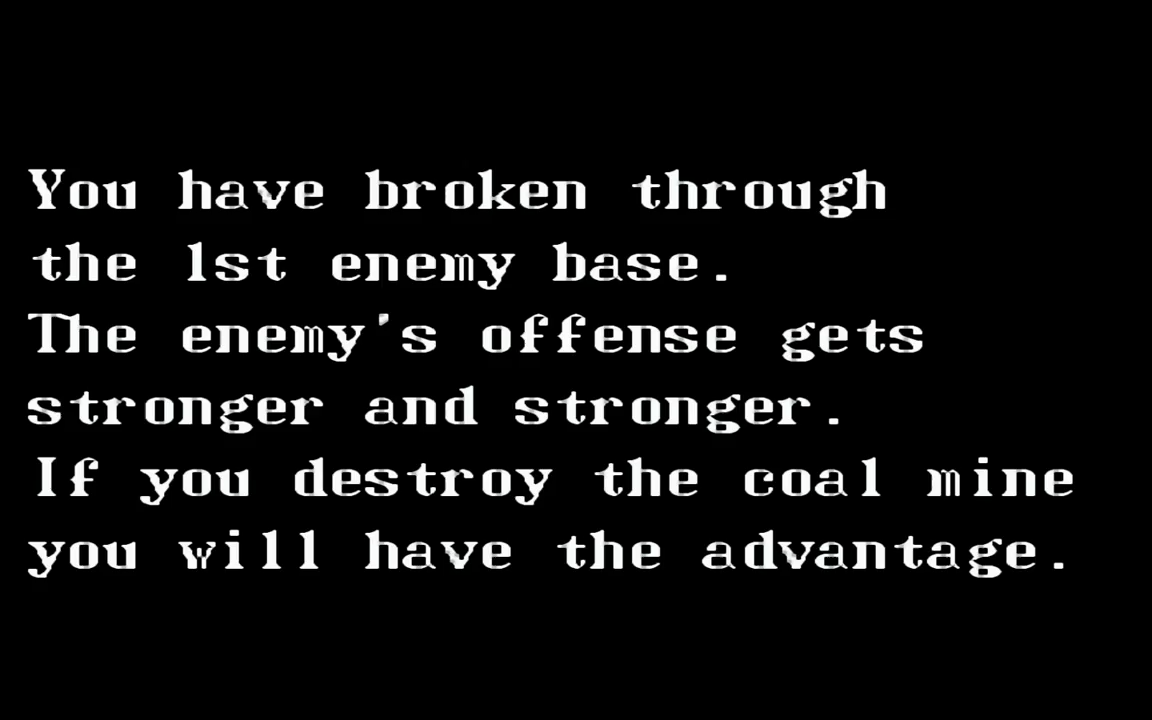 You have broken through
the 1st enemy base.
The enemy's offense gets
stronger and stronger.
If you destroy the coal mine
you will have the advantage.